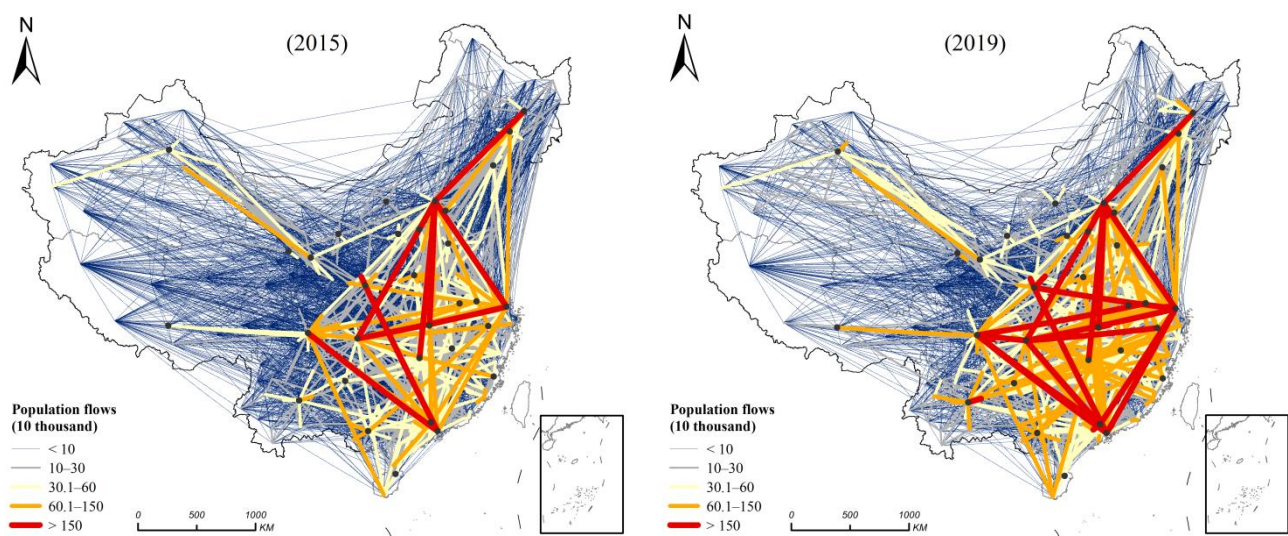 N
(2015)
Population flows
(10 thousand)
< 10
10–30
30.1–60
60.1–150
> 150
0 500 1000
KM
N
(2019)
Population flows
(10 thousand)
< 10
10–30
30.1–60
60.1–150
> 150
0 500 1000
KM